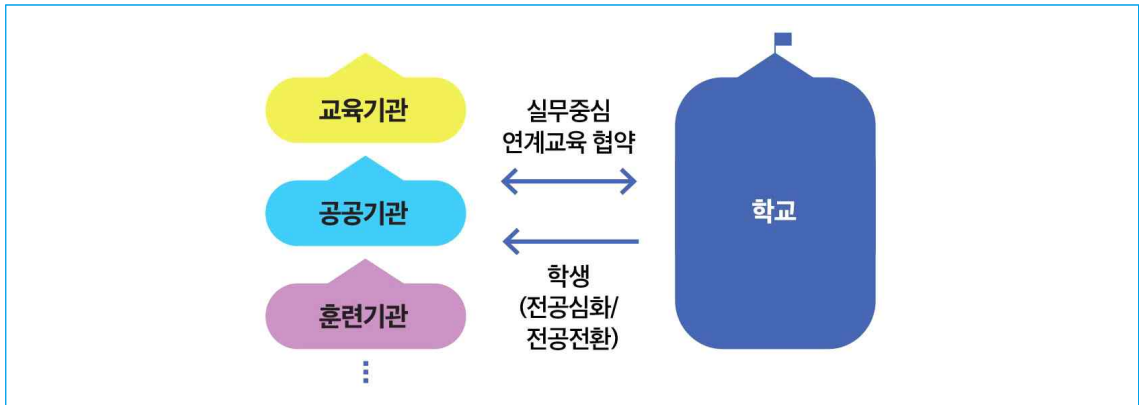 교육기관
공공기관
훈련기관
실무중심
연계교육 협약
학생
(전공심화/
전공전환)
학교